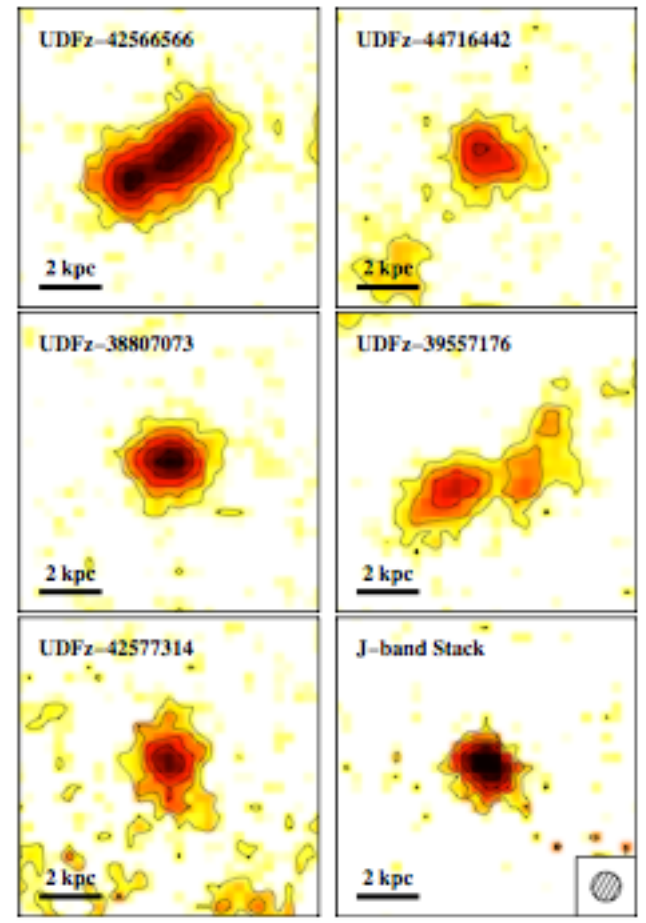 UDFz–42566566
2 kpc
UDFz–44716442
2 kpc
UDFz–38807073
2 kpc
UDFz–39557176
2 kpc
UDFz–42577314
2 kpc
J–band Stack
2 kpc